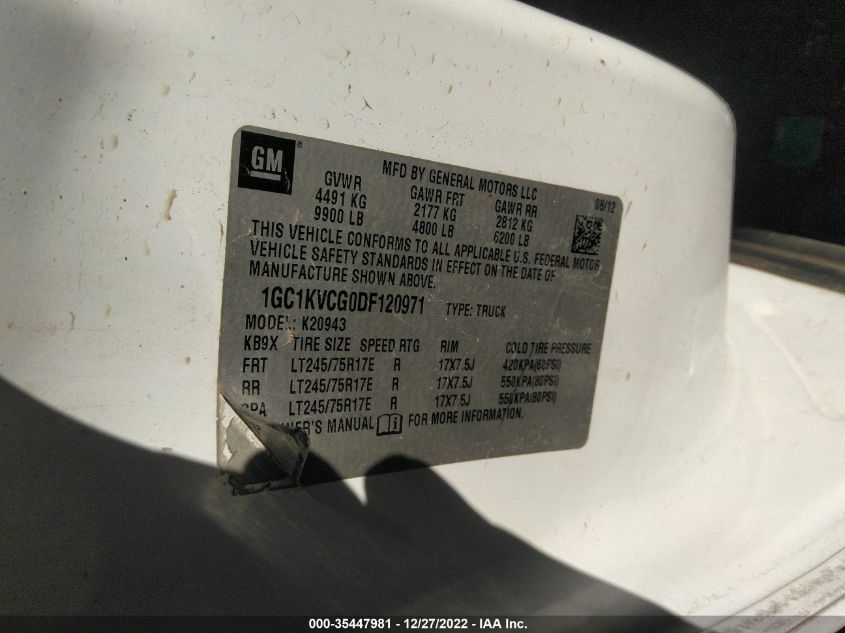 GM®
MFD BY GENERAL MOTORS LLC
08/12
GVWR GAWR FRT GAWR RR
4491 KG 2177 KG 2812 KG
9900 LB 4800 LB 6200 LB
THIS VEHICLE CONFORMS TO ALL APPLICABLE U.S. FEDERAL MOTOR
VEHICLE SAFETY STANDARDS IN EFFECT ON THE DATE OF
MANUFACTURE SHOWN ABOVE.
1GC1KVCG0DF120971 TYPE: TRUCK
MODEL: K20943
KB9X TIRE SIZE SPEED RTG RIM COLD TIRE PRESSURE
FRT LT245/75R17E R 17X7.5J 420KPA(60PSI)
RR LT245/75R17E R 17X7.5J 550KPA(80PSI)
SPA LT245/75R17E R 17X7.5J 550KPA(80PSI)
NER'S MANUAL FOR MORE INFORMATION.
000-35447981 – 12/27/2022 – IAA Inc.